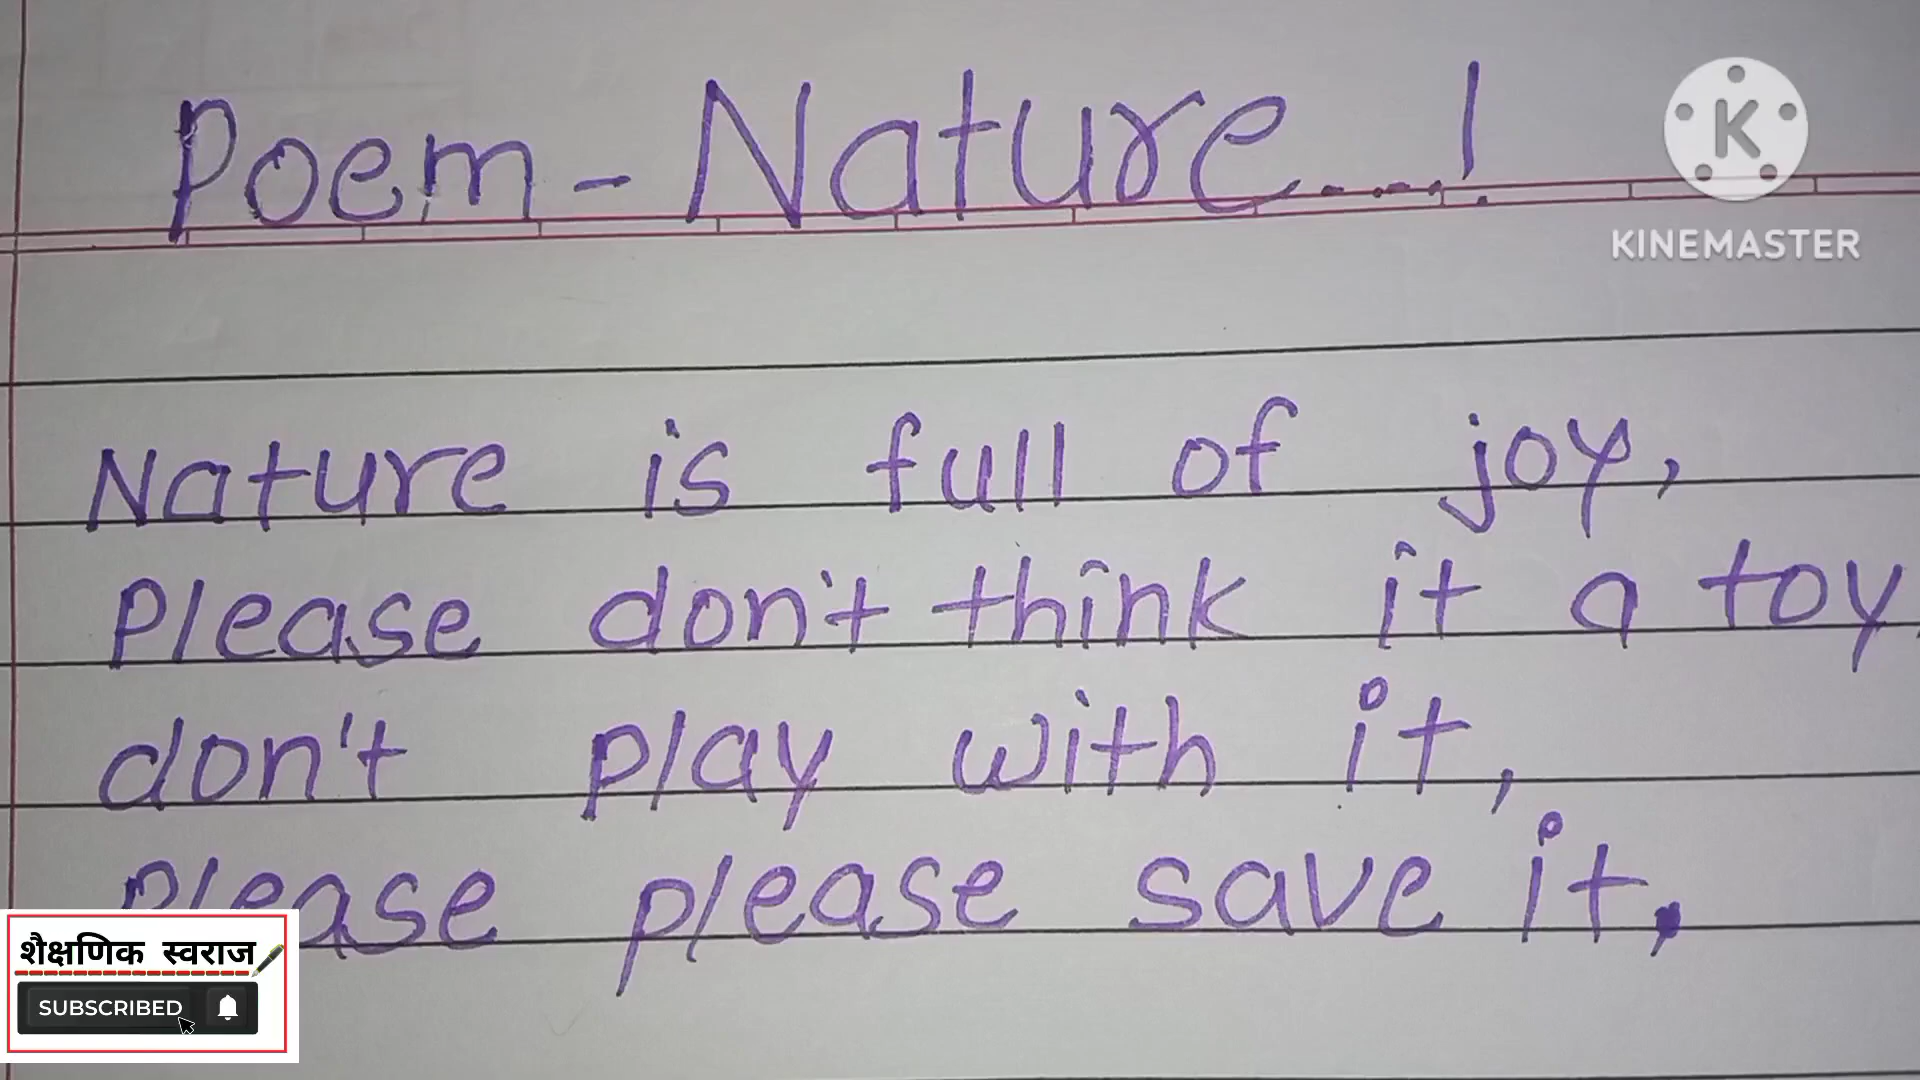 Poem - Nature.....!
KINEMASTER
Nature is full of joy,
Please don't think it a toy.
don't play with it,
please please save it.
शैक्षणिक स्वराज
SUBSCRIBED